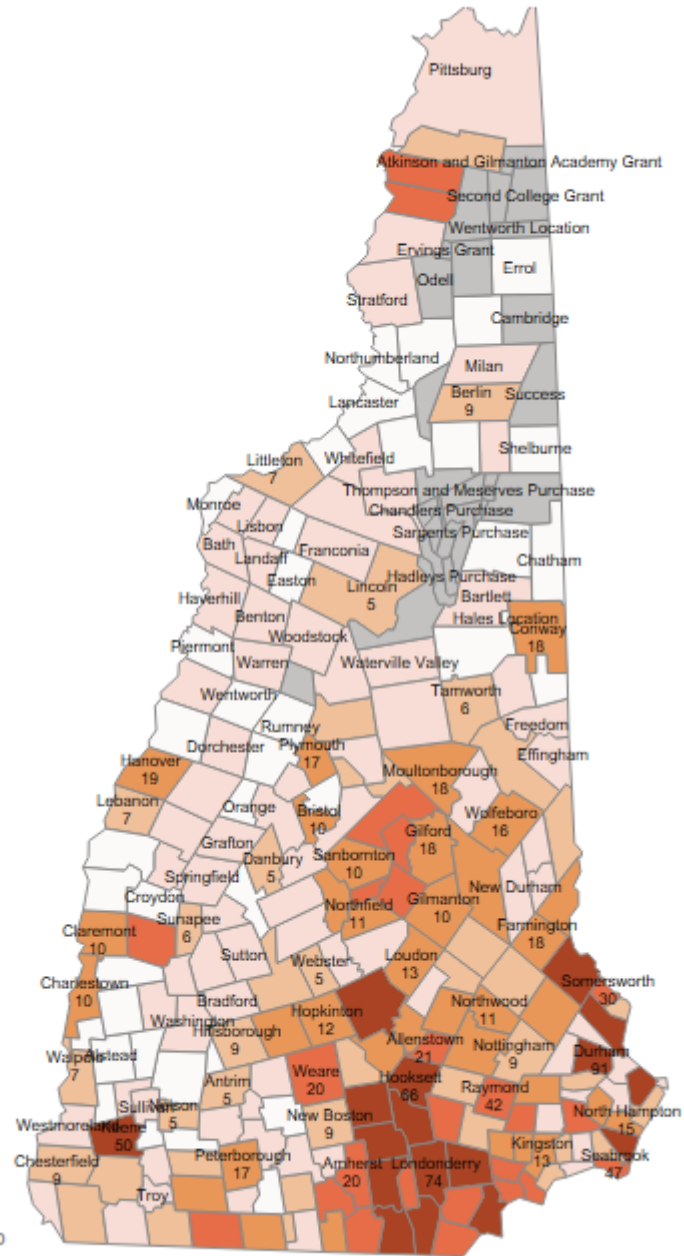 Pittsburg
Atkinson and Gilmanton Academy Grant
Second College Grant
Wentworth Location
Ervings Grant
Errol
Odell
Stratford
Cambridge
Northumberland
Milan
Berlin
9
Success
Lancaster
Whitefield
Shelburne
Littleton
7
Thompson and Meserves Purchase
Monroe
Chandlers Purchase
Lisbon
Sargents Purchase
Bath
Franconia
Landaff
Chatham
Easton
Lincoln
5
Hadleys Purchase
Haverhill
Bartlett
Benton
Hales Location
Conway
18
Woodstock
Piermont
Warren
Waterville Valley
Wentworth
Tamworth
6
Rumney
Freedom
Dorchester
Plymouth
17
Effingham
Hanover
19
Moultonborough
18
Lebanon
7
Orange
Bristol
10
Wolfeboro
16
Gilford
18
Grafton
Danbury
5
Sanbornton
10
Springfield
New Durham
Croydon
Northfield
11
Gilmanton
10
Sunapee
6
Claremont
10
Farmington
18
Sutton
Webster
5
Loudon
13
Charlestown
10
Somersworth
30
Bradford
Northwood
11
Washington
Hopkinton
12
Hillsborough
9
Allenstown
21
Nottingham
9
Durham
91
Walpole
7
Alstead
Weare
20
Hooksett
66
Antrim
5
Raymond
42
Sullivan
Nelson
5
New Boston
9
North Hampton
15
Westmoreland
Keene
50
Kingston
13
Seabrook
47
Chesterfield
9
Peterborough
17
Amherst
20
Londonderry
74
Troy